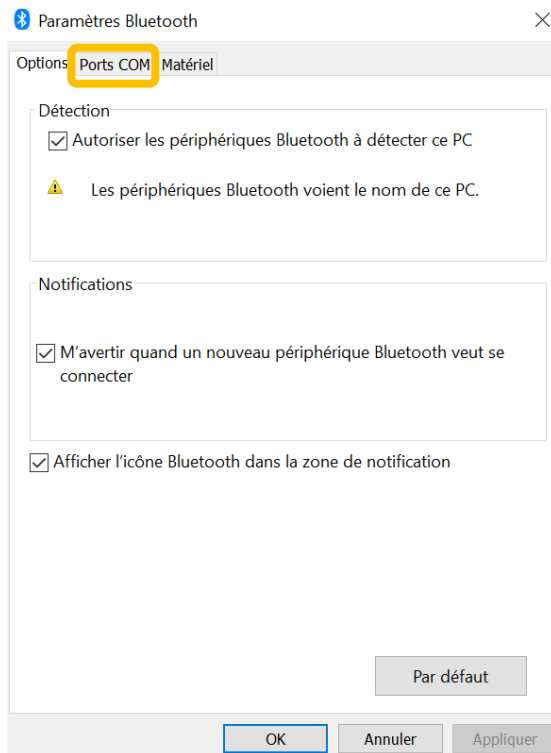 Paramètres Bluetooth
Options Ports COM Matériel
Détection
Autoriser les périphériques Bluetooth à détecter ce PC
Les périphériques Bluetooth voient le nom de ce PC.
Notifications
M'avertir quand un nouveau périphérique Bluetooth veut se
connecter
Afficher l'icône Bluetooth dans la zone de notification
Par défaut
OK Annuler Appliquer